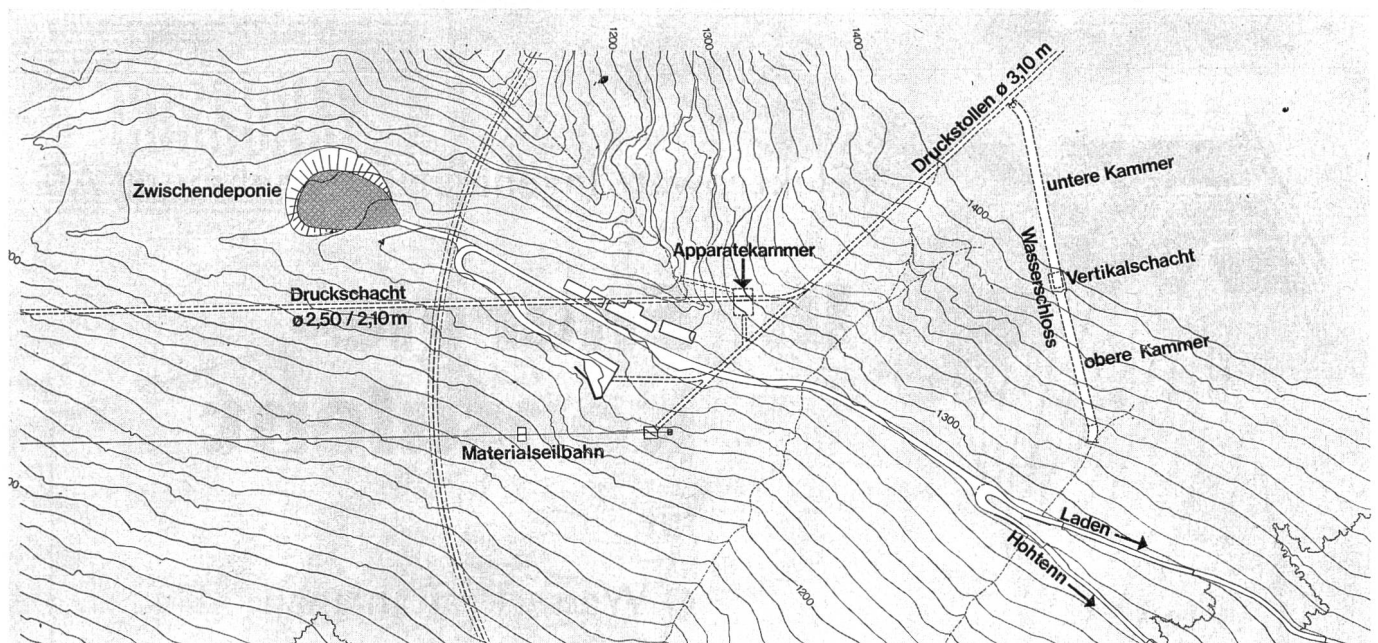 1200
1300
1400
Druckstollen ø 3,10 m
untere Kammer
Zwischendeponie
1400
Apparatekammer
Wasserschloss
Vertikalschacht
Druckschacht
ø 2,50 / 2,10 m
obere Kammer
1300
Materialseilbahn
Laden
Hohtenn
1200